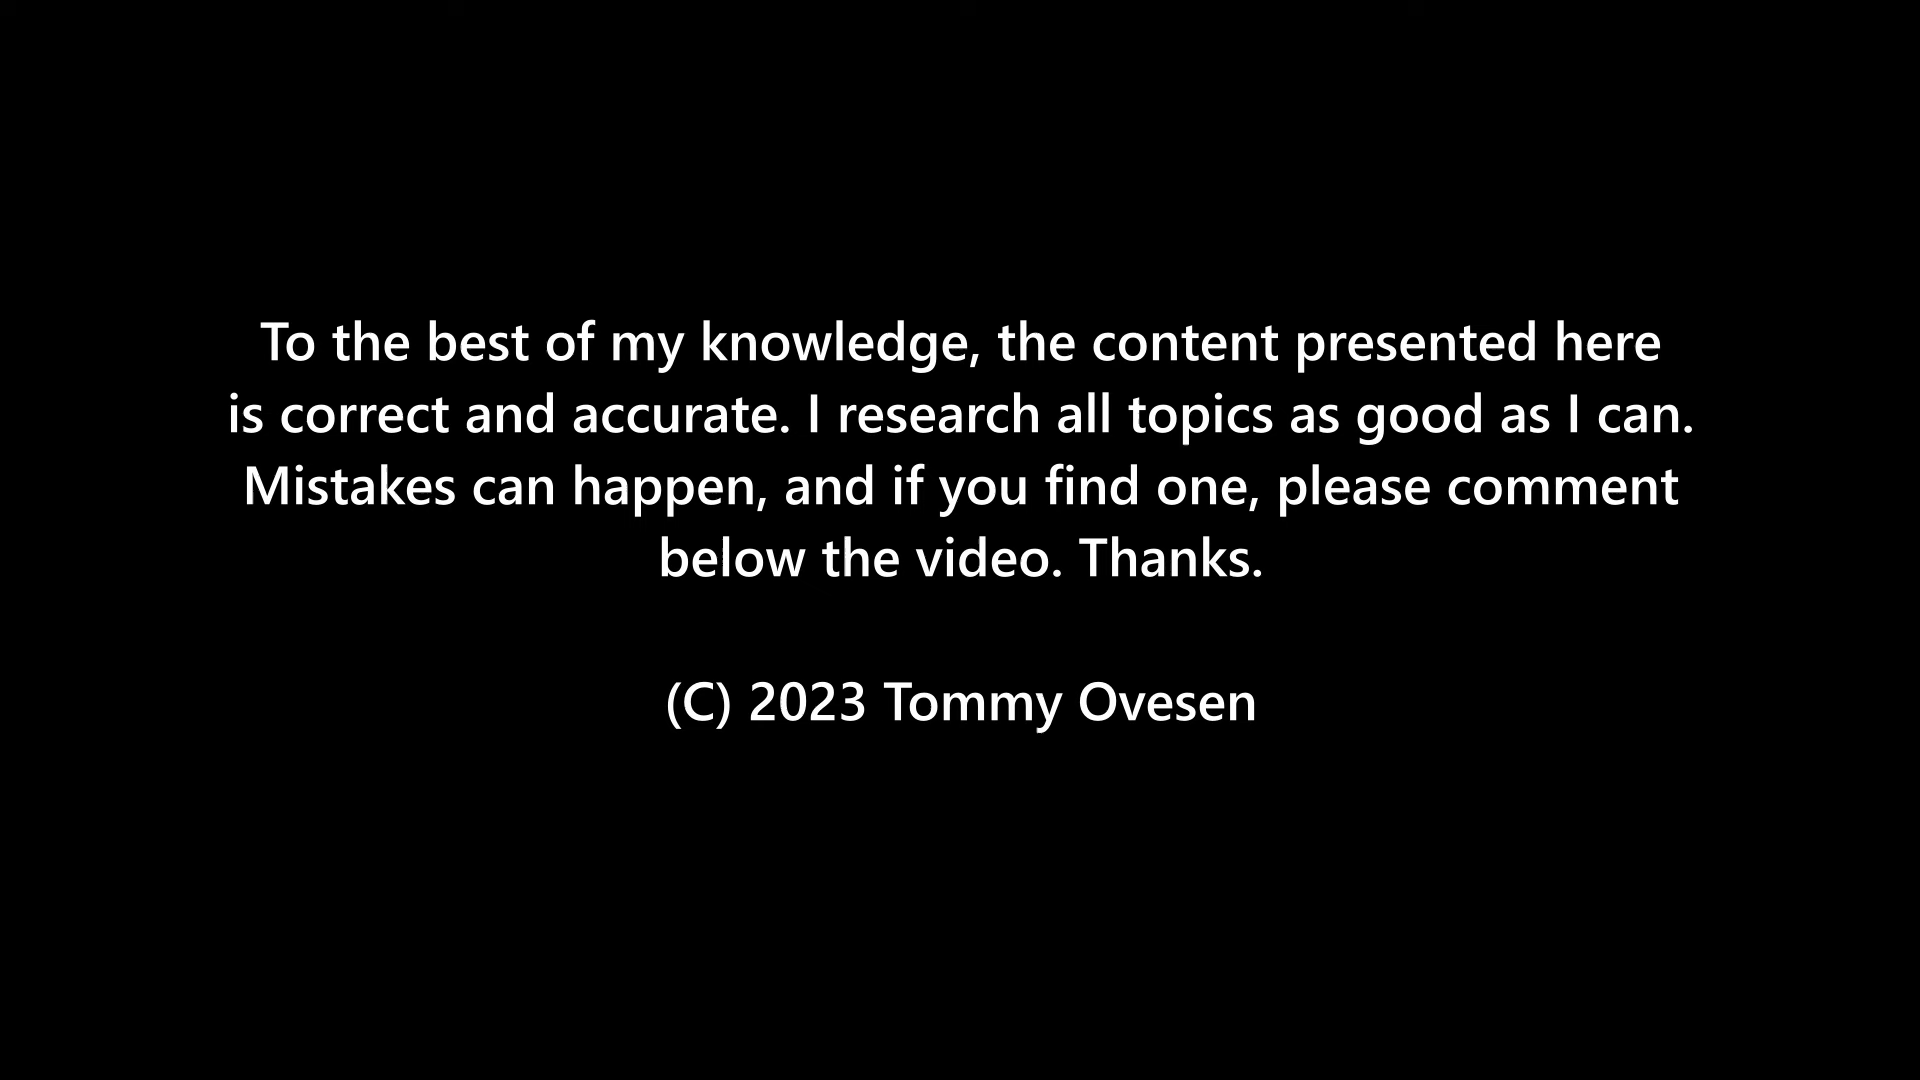 To the best of my knowledge, the content presented here
is correct and accurate. I research all topics as good as I can.
Mistakes can happen, and if you find one, please comment
below the video. Thanks.
(C) 2023 Tommy Ovesen